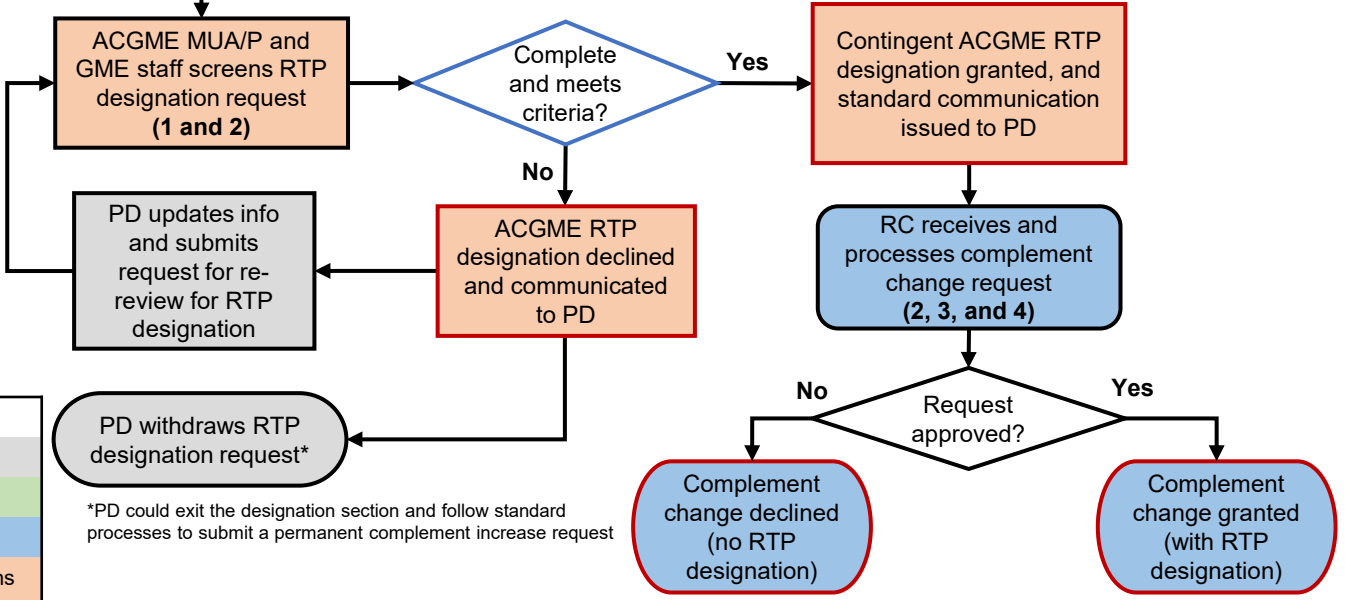 ACGME MUA/P and
GME staff screens RTP
designation request
(1 and 2)
Complete
and meets
criteria?
Yes
Contingent ACGME RTP
designation granted, and
standard communication
issued to PD
No
PD updates info
and submits
request for re-
review for RTP
designation
ACGME RTP
designation declined
and communicated
to PD
RC receives and
processes complement
change request
(2, 3, and 4)
PD withdraws RTP
designation request*
No
Request
approved?
Yes
*PD could exit the designation section and follow standard
processes to submit a permanent complement increase request
Complement
change declined
(no RTP
designation)
Complement
change granted
(with RTP
designation)